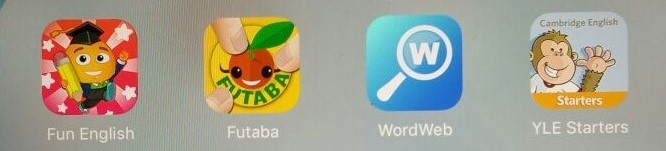 Cambridge English
FUTABA
W
Starters
Fun English
Futaba
WordWeb
YLE Starters